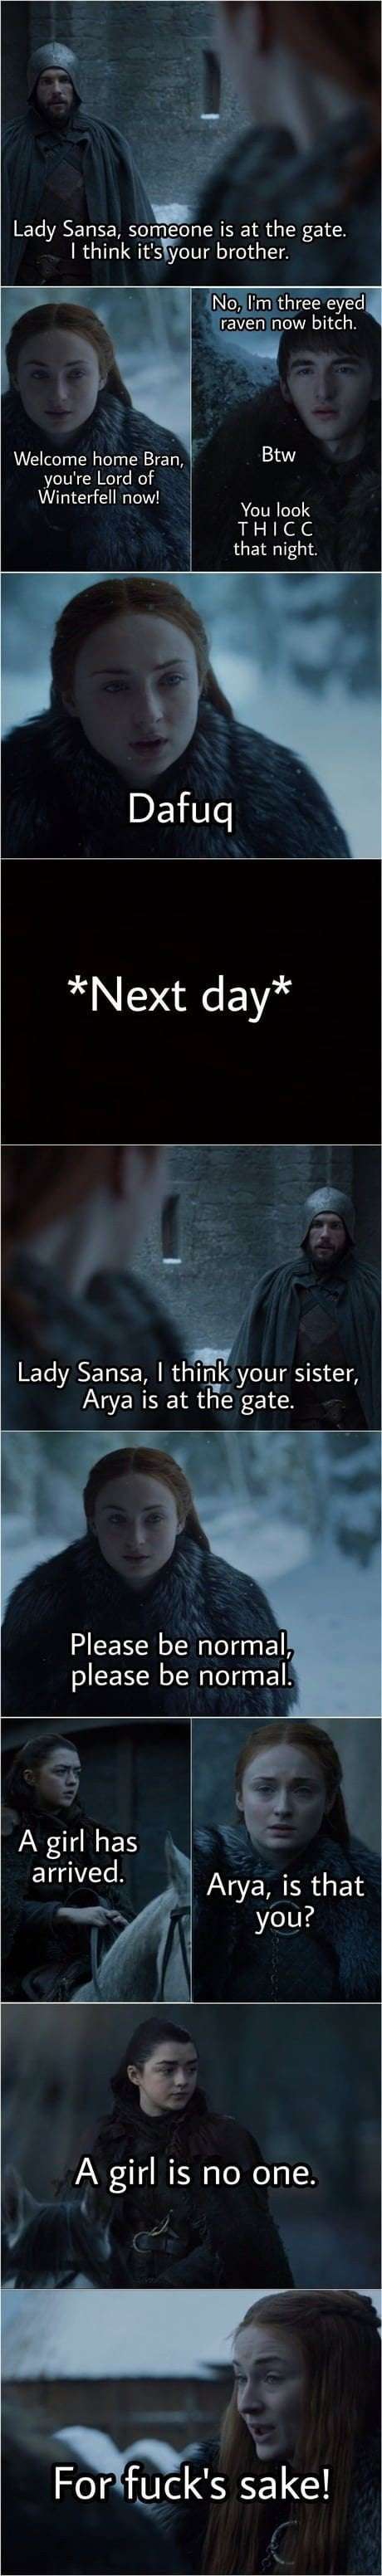 Lady Sansa, someone is at the gate.
I think it's your brother.
Welcome home Bran,
you're Lord of
Winterfell now!
No, I'm three eyed
raven now bitch.
Btw
You look
T H I C C
that night.
Dafuq
*Next day*
Lady Sansa, I think your sister,
Arya is at the gate.
Please be normal,
please be normal.
A girl has
arrived.
Arya, is that
you?
A girl is no one.
For fuck's sake!